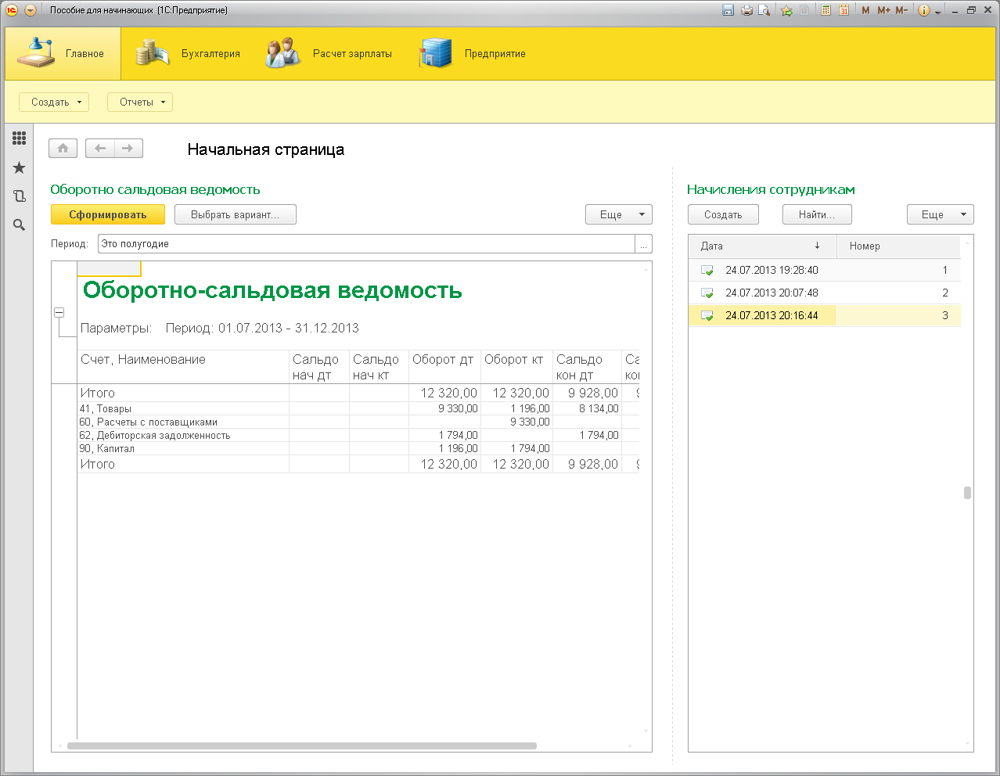 Пособие для начинающих (1С:Предприятие)
M M+ M-
Главное Бухгалтерия Расчет зарплаты Предприятие
Создать Отчеты
Начальная страница
Оборотно сальдовая ведомость
Сформировать Выбрать вариант... Еще
Период: Это полугодие ...
Оборотно-сальдовая ведомость
Параметры: Период: 01.07.2013 - 31.12.2013
Счет, Наименование Сальдо нач дт Сальдо нач кт Оборот дт Оборот кт Сальдо кон дт
Итого 12 320,00 12 320,00 9 928,00
41, Товары 9 330,00 1 196,00 8 134,00
60, Расчеты с поставщиками 9 330,00
62, Дебиторская задолженность 1 794,00 1 794,00
90, Капитал 1 196,00 1 794,00
Итого 12 320,00 12 320,00 9 928,00
Начисления сотрудникам
Создать Найти... Еще
Дата Номер
24.07.2013 19:28:40 1
24.07.2013 20:07:48 2
24.07.2013 20:16:44 3